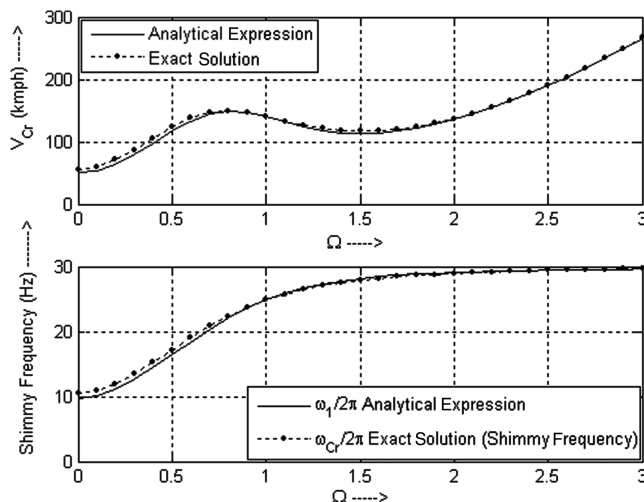 300
200
100
0
V_Cr (kmph) ---->
Analytical Expression
Exact Solution
0 0.5 1 1.5 2 2.5 3
Ω ----->
30
20
10
0
Shimmy Frequency (Hz) ------>
ω_1/2π Analytical Expression
ω_Cr/2π Exact Solution (Shimmy Frequency)
0 0.5 1 1.5 2 2.5 3
Ω ----->